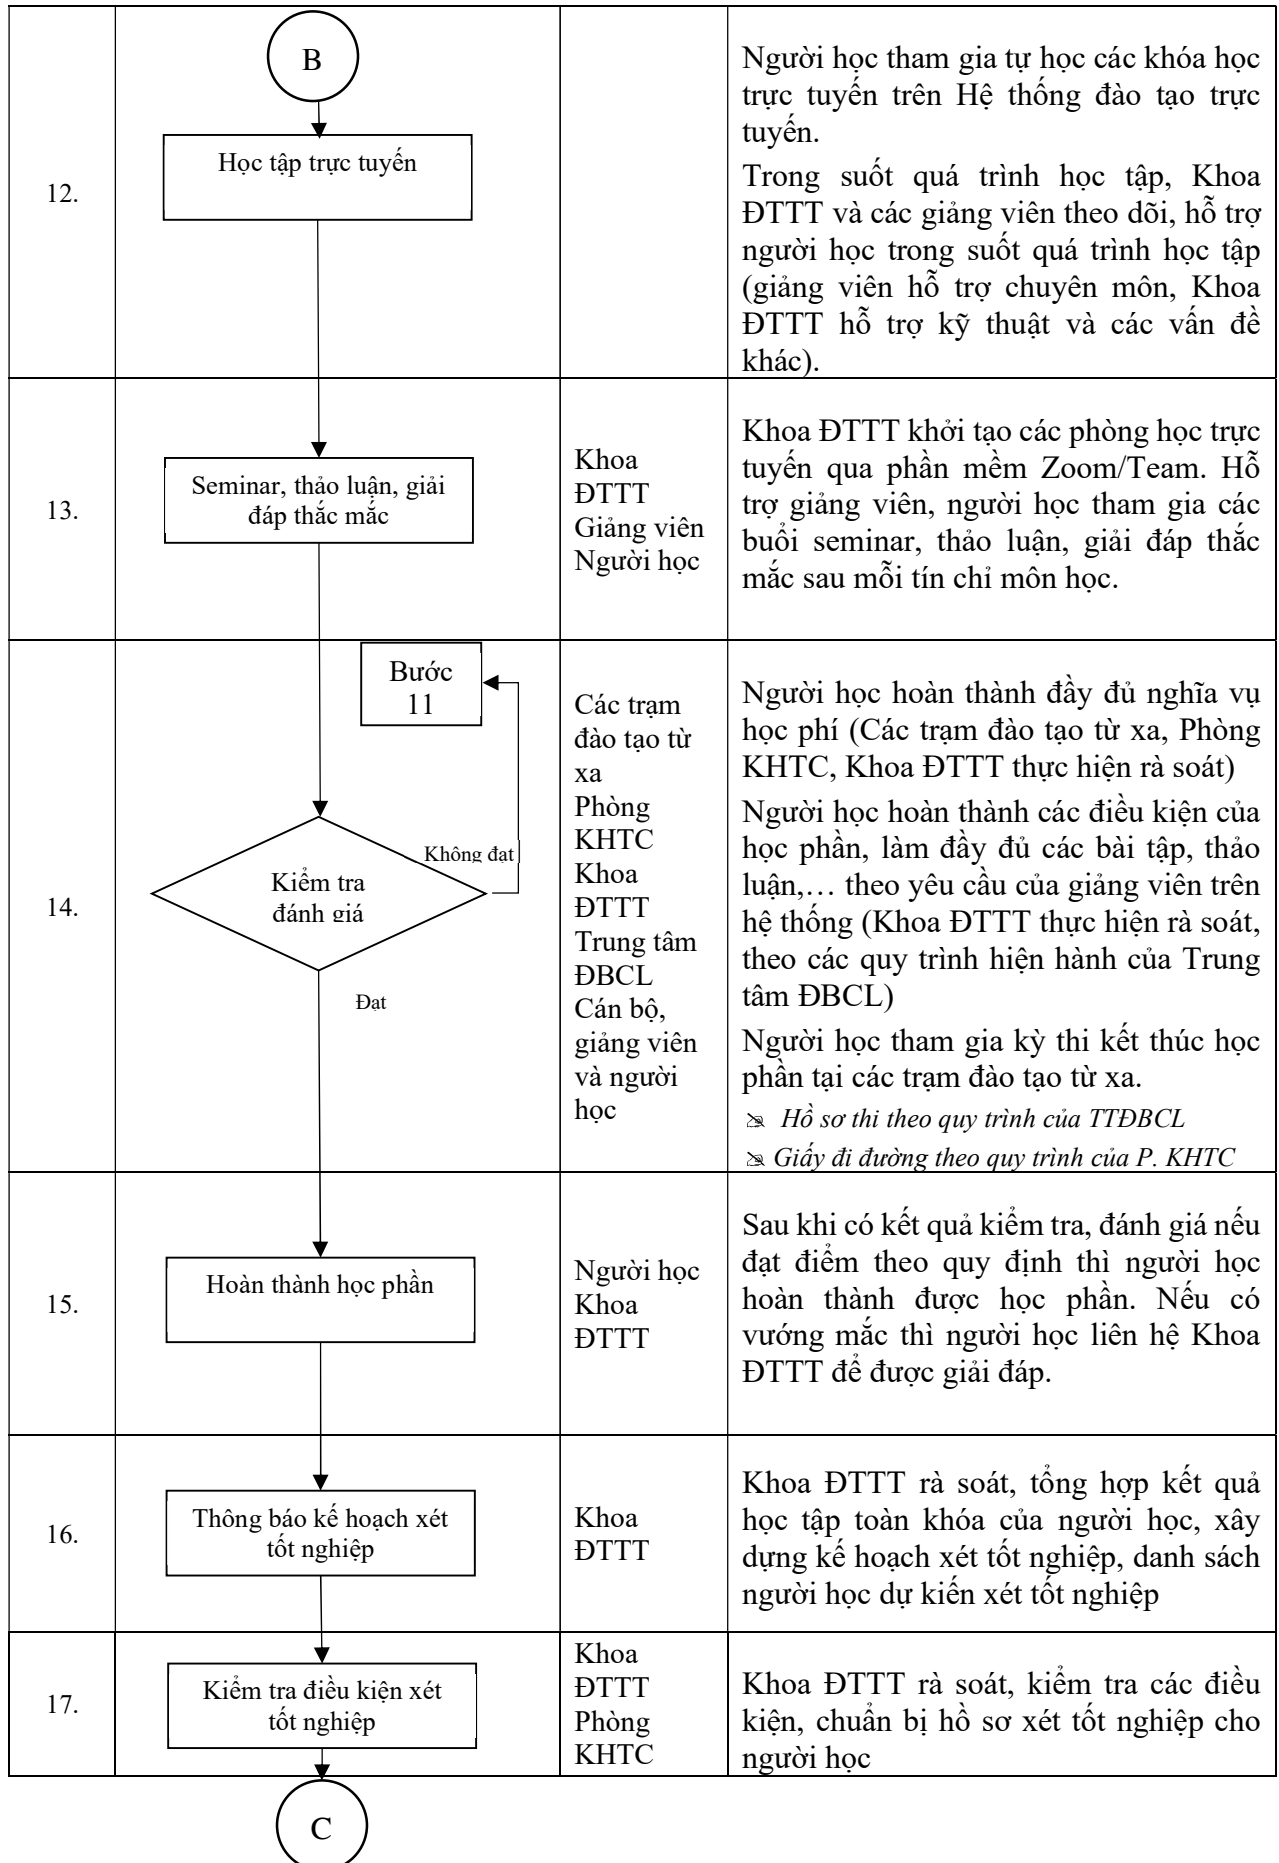 B
Học tập trực tuyến
12.
Người học tham gia tự học các khóa học
trực tuyến trên Hệ thống đào tạo trực
tuyến.
Trong suốt quá trình học tập, Khoa
ĐTTT và các giảng viên theo dõi, hỗ trợ
người học trong suốt quá trình học tập
(giảng viên hỗ trợ chuyên môn, Khoa
ĐTTT hỗ trợ kỹ thuật và các vấn đề
khác).
13.
Seminar, thảo luận, giải
đáp thắc mắc
Khoa
ĐTTT
Giảng viên
Người học
Khoa ĐTTT khởi tạo các phòng học trực
tuyến qua phần mềm Zoom/Team. Hỗ
trợ giảng viên, người học tham gia các
buổi seminar, thảo luận, giải đáp thắc
mắc sau mỗi tín chỉ môn học.
14.
Bước
11
Không đạt
Kiểm tra
đánh giá
Đạt
Các trạm
đào tạo từ
xa
Phòng
KHTC
Khoa
ĐTTT
Trung tâm
ĐBCL
Cán bộ,
giảng viên
và người
học
Người học hoàn thành đầy đủ nghĩa vụ
học phí (Các trạm đào tạo từ xa, Phòng
KHTC, Khoa ĐTTT thực hiện rà soát)
Người học hoàn thành các điều kiện của
học phần, làm đầy đủ các bài tập, thảo
luận,… theo yêu cầu của giảng viên trên
hệ thống (Khoa ĐTTT thực hiện rà soát,
theo các quy trình hiện hành của Trung
tâm ĐBCL)
Người học tham gia kỳ thi kết thúc học
phần tại các trạm đào tạo từ xa.
Hồ sơ thi theo quy trình của TTĐBCL
Giấy đi đường theo quy trình của P. KHTC
15.
Hoàn thành học phần
Người học
Khoa
ĐTTT
Sau khi có kết quả kiểm tra, đánh giá nếu
đạt điểm theo quy định thì người học
hoàn thành được học phần. Nếu có
vướng mắc thì người học liên hệ Khoa
ĐTTT để được giải đáp.
16.
Thông báo kế hoạch xét
tốt nghiệp
Khoa
ĐTTT
Khoa ĐTTT rà soát, tổng hợp kết quả
học tập toàn khóa của người học, xây
dựng kế hoạch xét tốt nghiệp, danh sách
người học dự kiến xét tốt nghiệp
17.
Kiểm tra điều kiện xét
tốt nghiệp
Khoa
ĐTTT
Phòng
KHTC
Khoa ĐTTT rà soát, kiểm tra các điều
kiện, chuẩn bị hồ sơ xét tốt nghiệp cho
người học
C